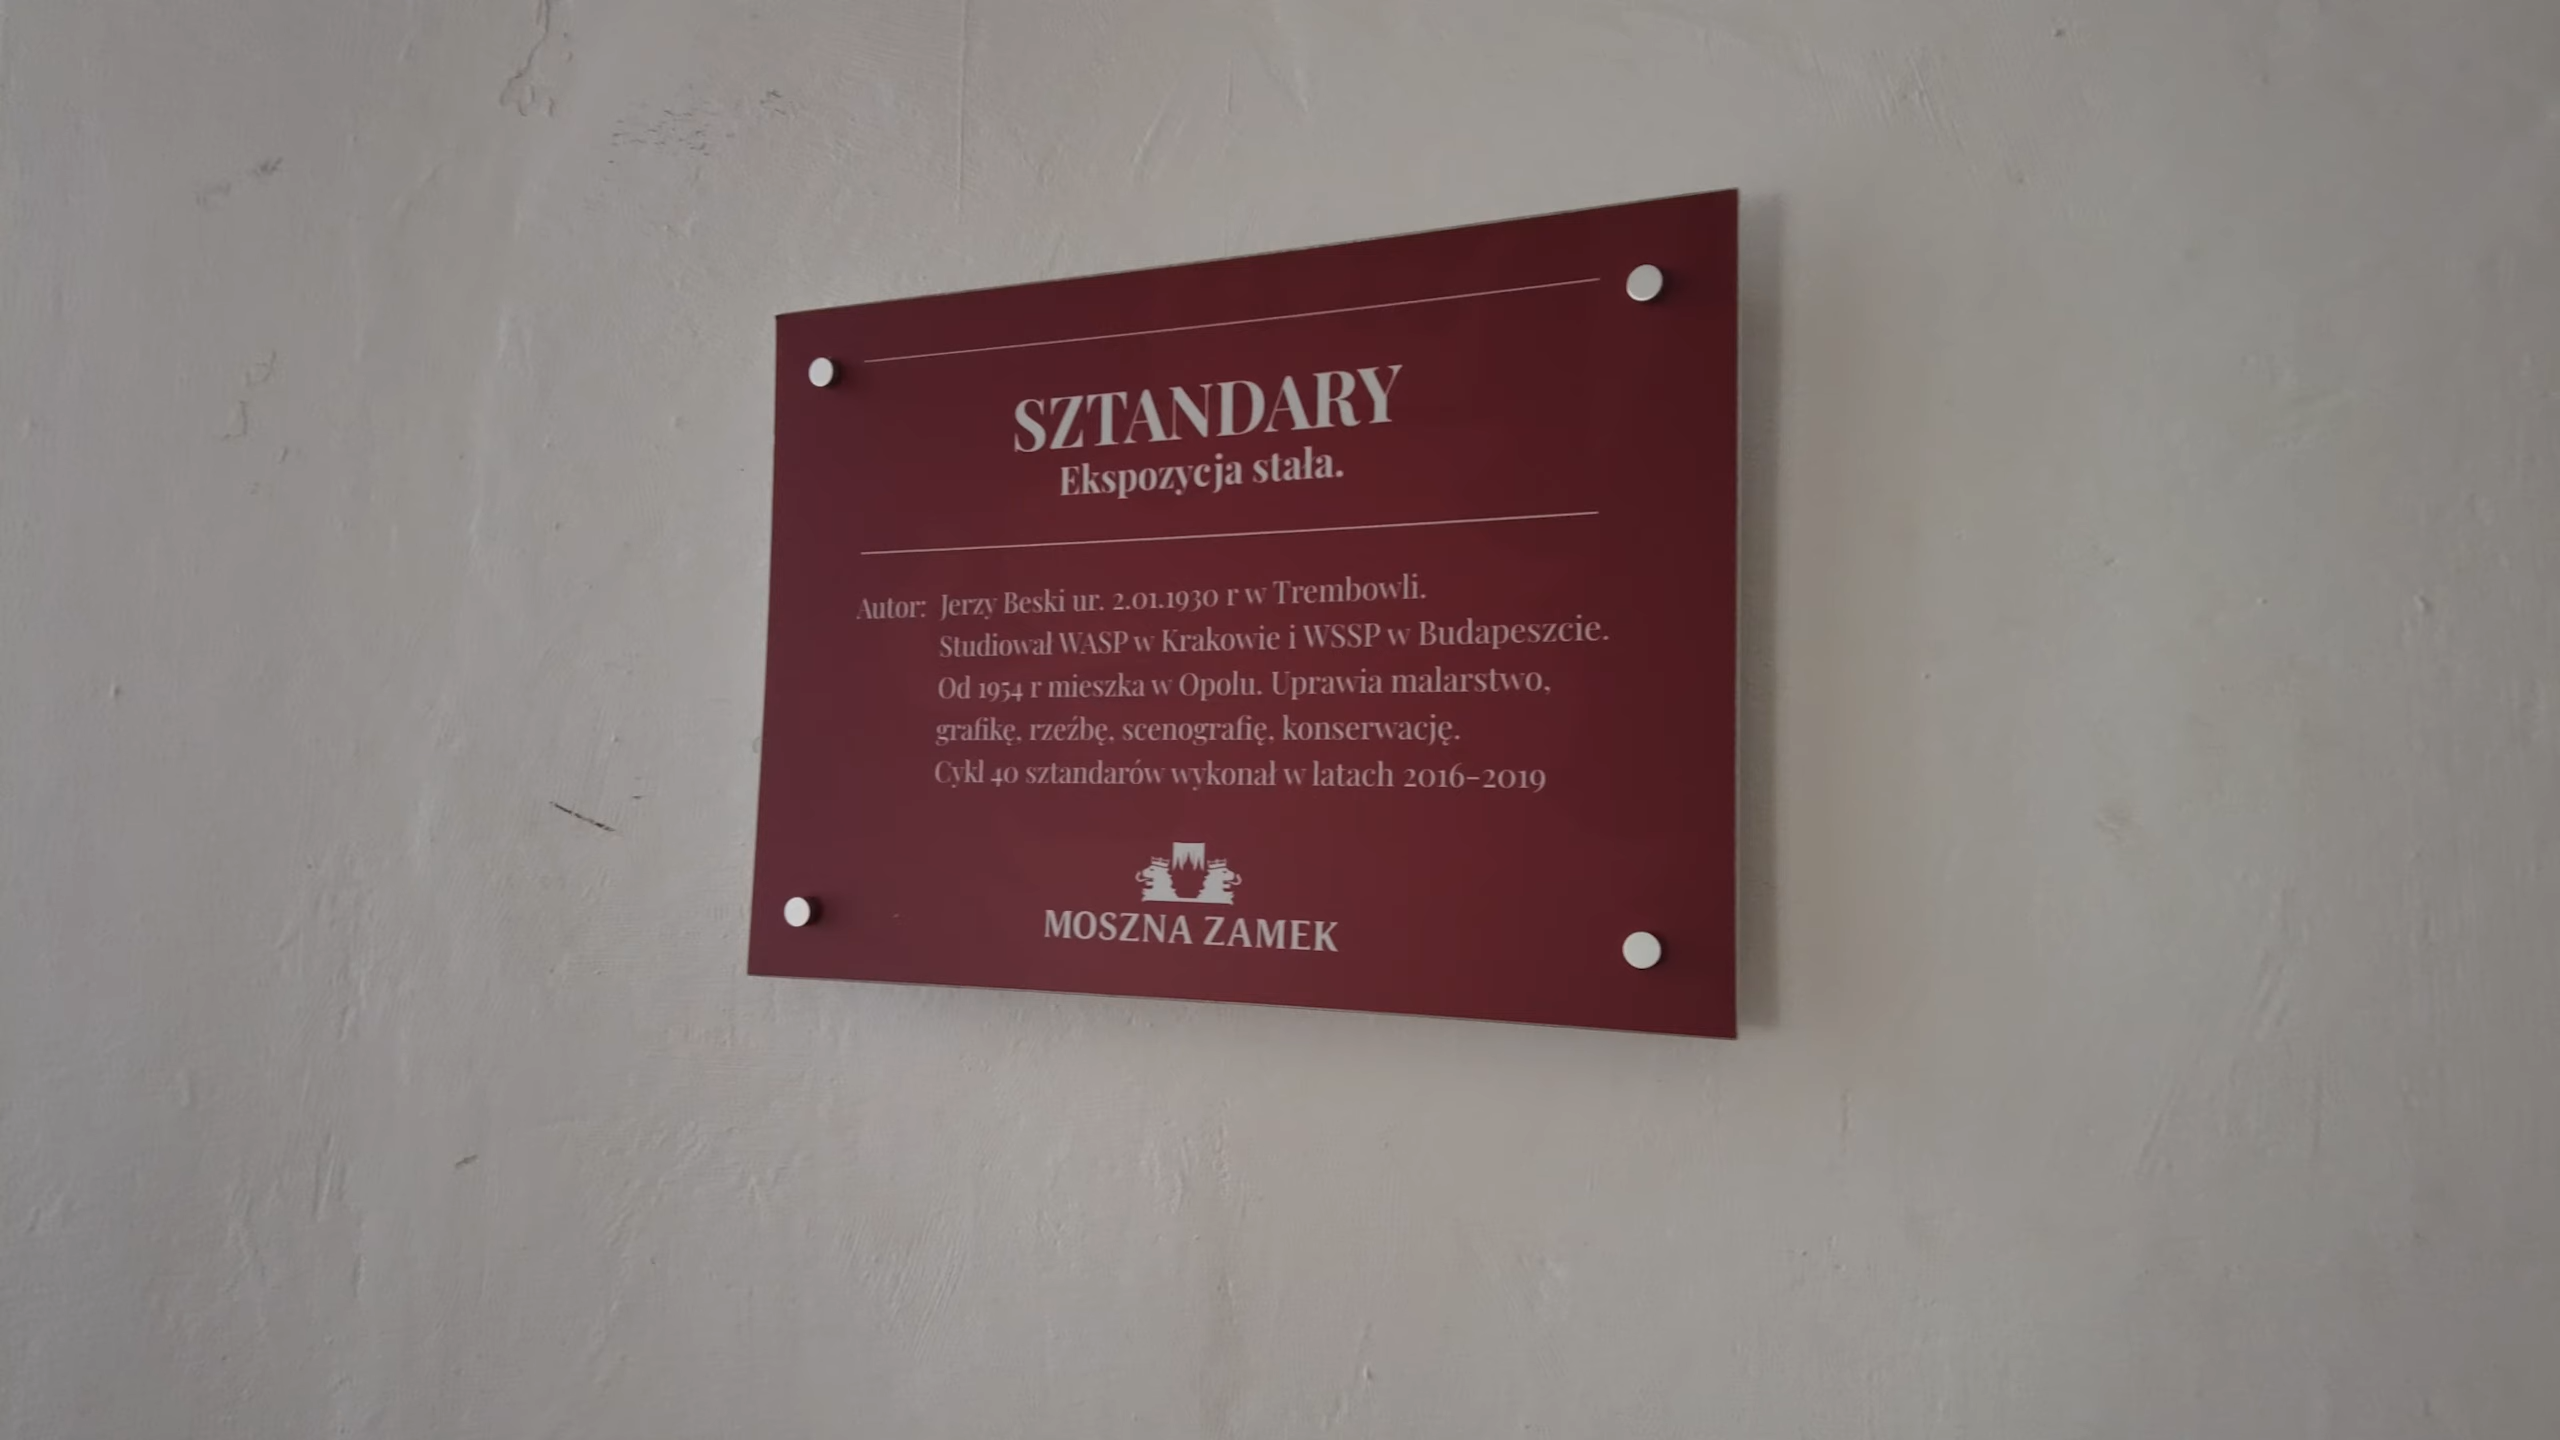 SZTANDARY
Ekspozycja stała.
Autor: Jerzy Beski ur. 2.01.1930 r w Trembowli.
Studiował WASP w Krakowie i WSSP w Budapeszcie.
Od 1954 r mieszka w Opolu. Uprawia malarstwo,
grafikę, rzeźbę, scenografię, konserwację.
Cykl 40 sztandarów wykonał w latach 2016-2019
MOSZNA ZAMEK